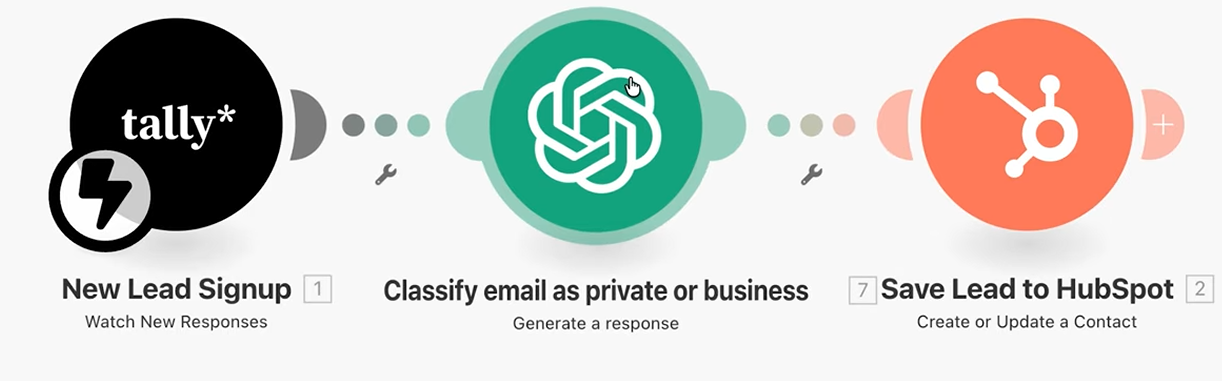 tally*
New Lead Signup 1
Watch New Responses
Classify email as private or business 7
Generate a response
Save Lead to HubSpot 2
Create or Update a Contact